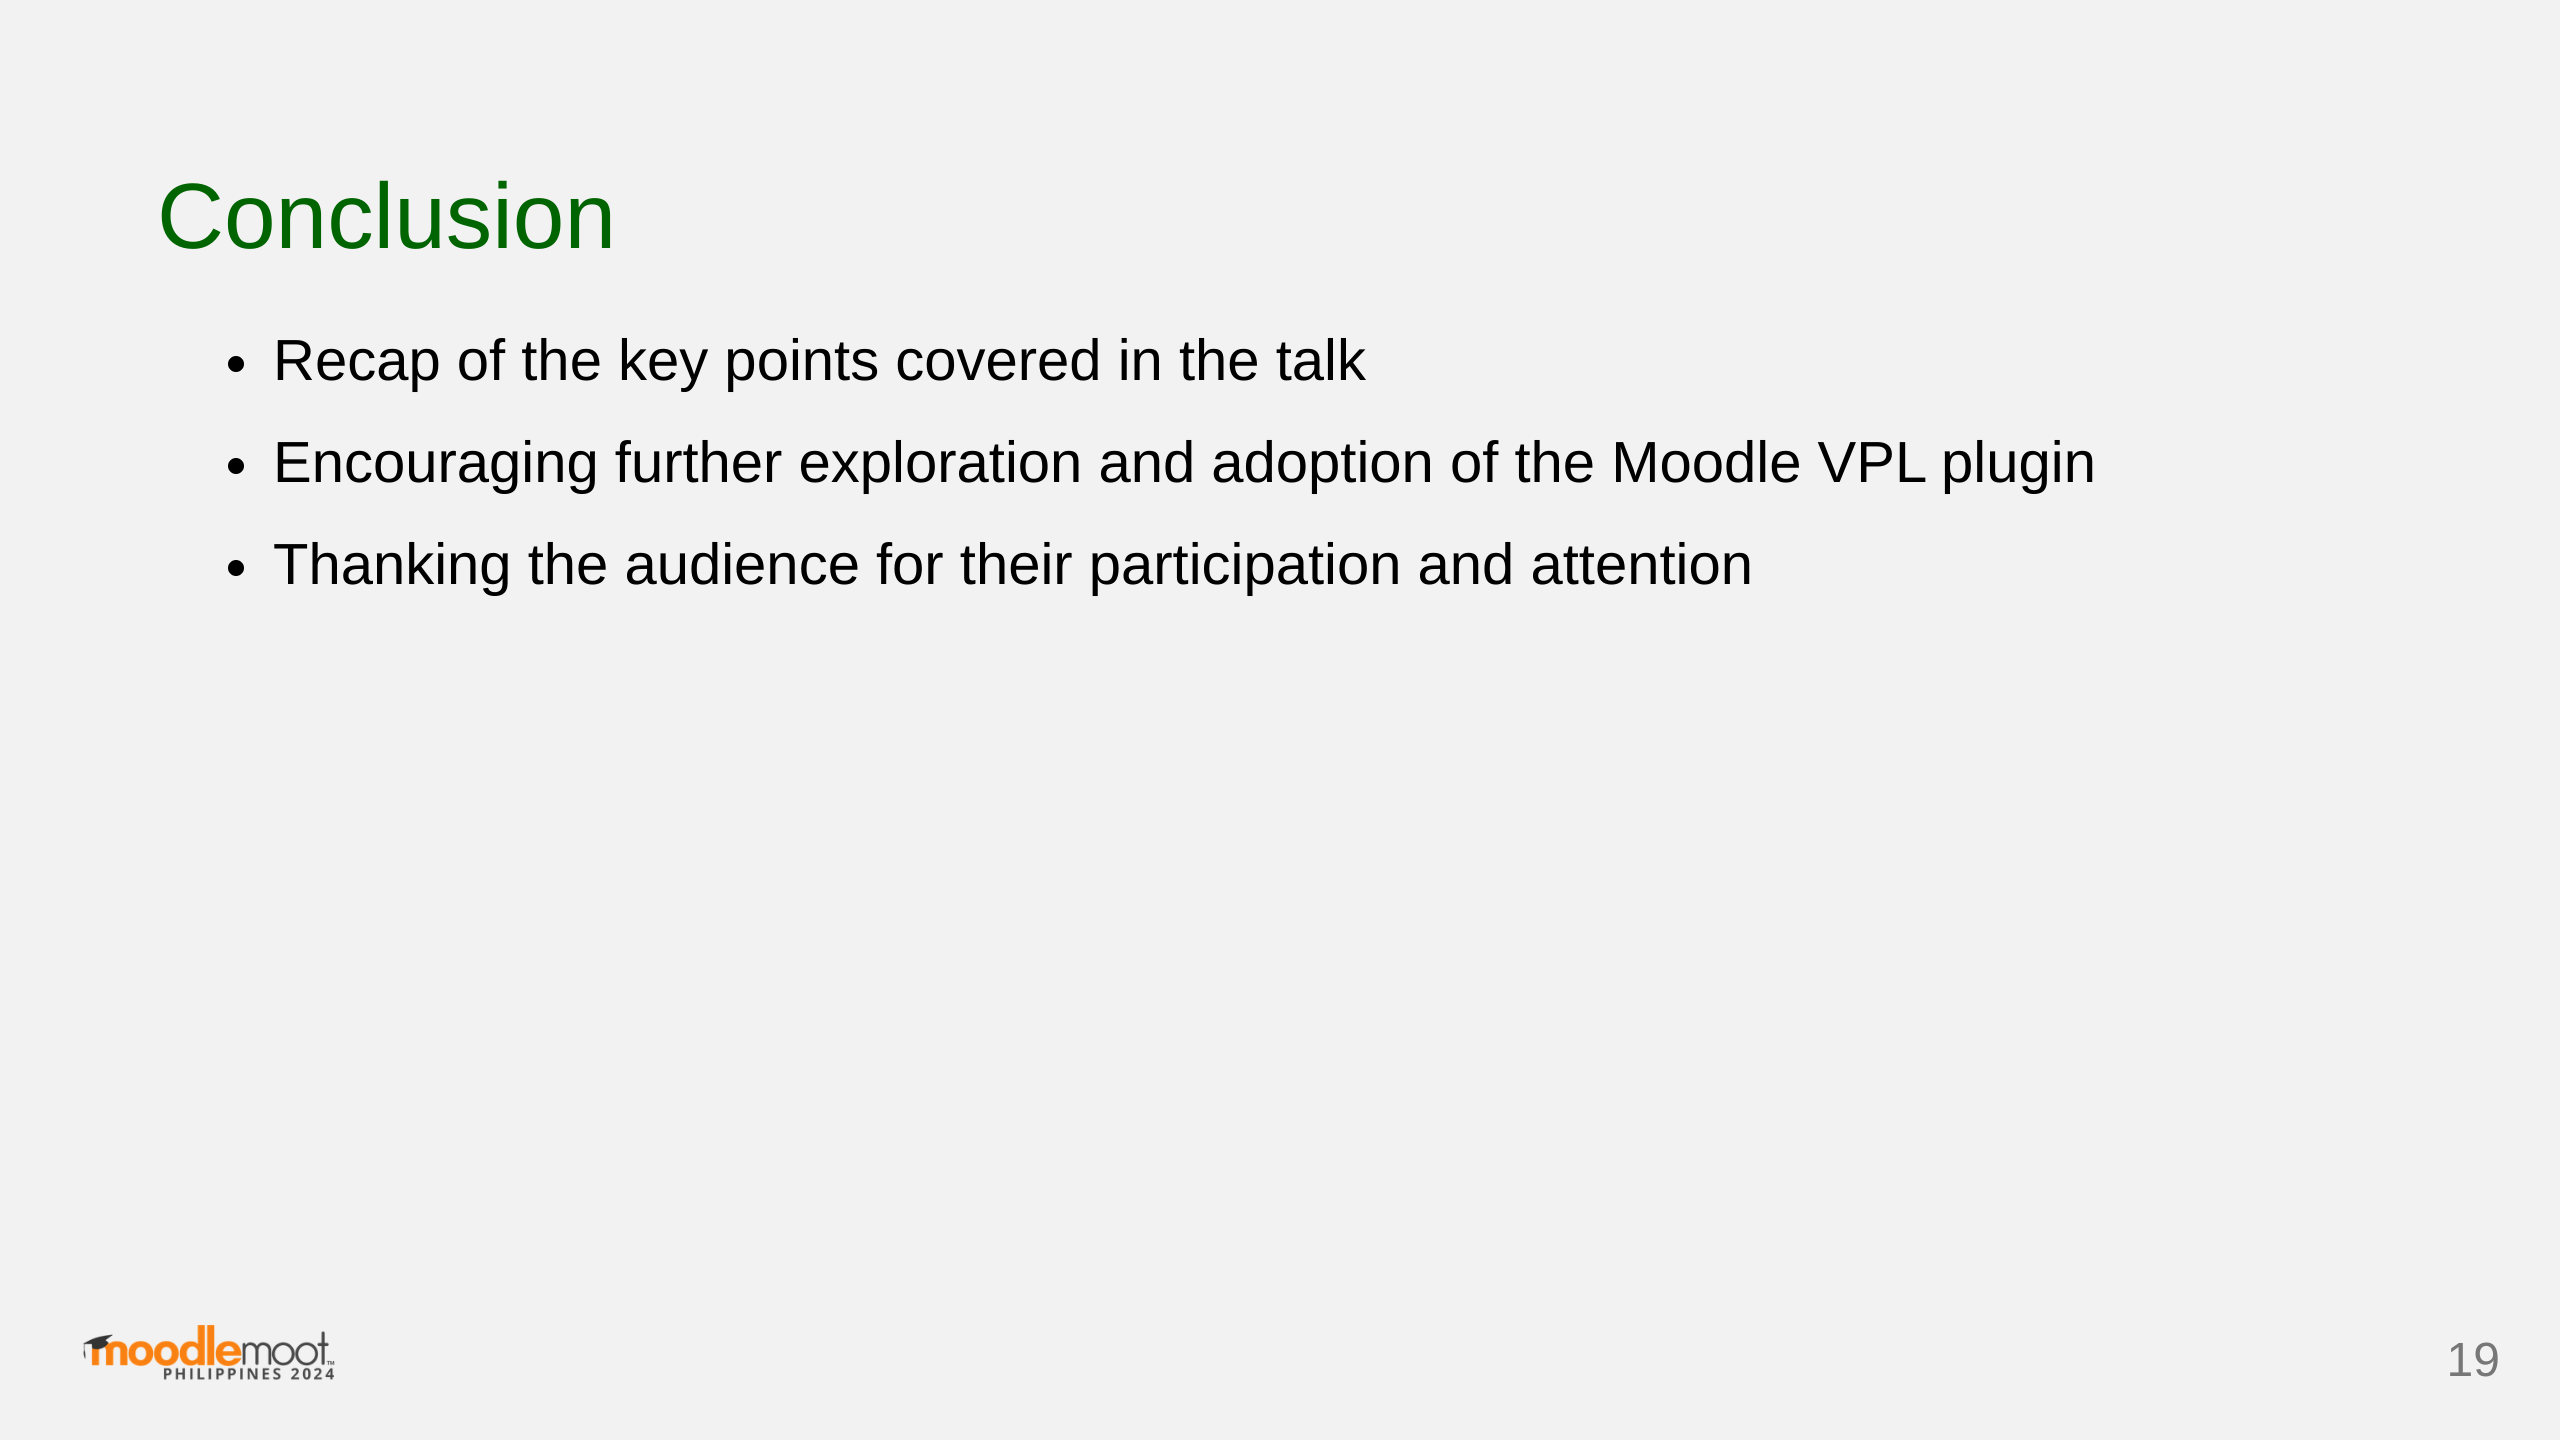 Conclusion
• Recap of the key points covered in the talk
• Encouraging further exploration and adoption of the Moodle VPL plugin
• Thanking the audience for their participation and attention
moodlemoot™
PHILIPPINES 2024
19